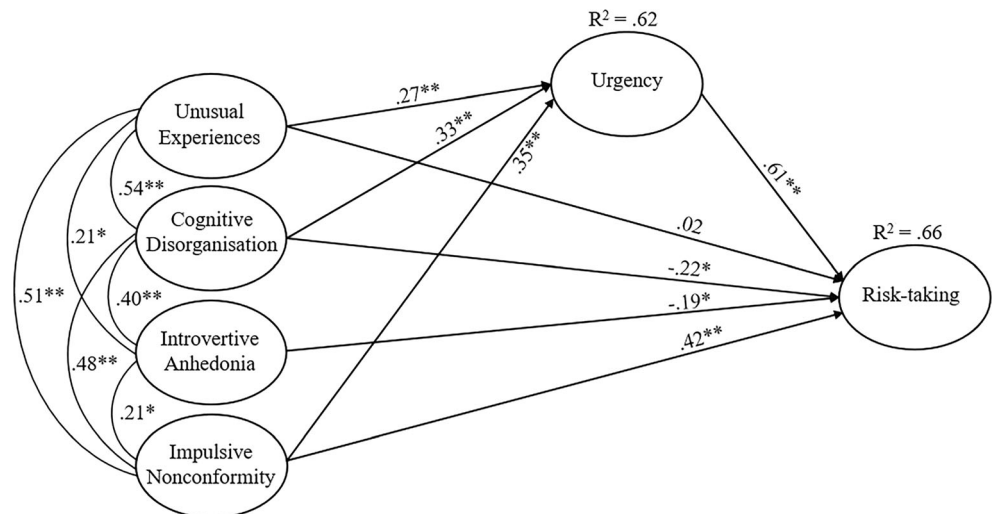 R² = .62
Urgency
Unusual
Experiences
.27**
.33**
.35**
.61**
.54**
Cognitive
Disorganisation
.21*
.02
R² = .66
-.22*
Risk-taking
.51**
.40**
-.19*
Introvertive
Anhedonia
.42**
.48**
.21*
Impulsive
Nonconformity